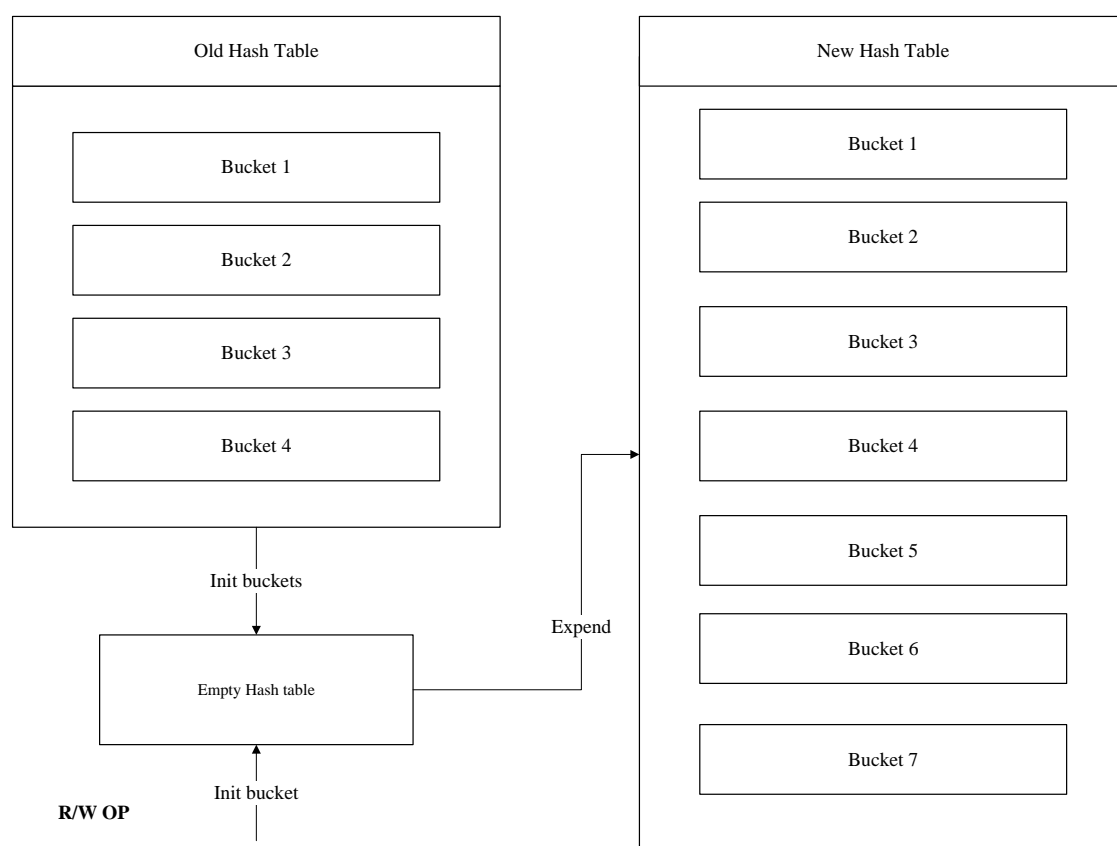 Old Hash Table
Bucket 1
Bucket 2
Bucket 3
Bucket 4
Init buckets
Empty Hash table
Init bucket
R/W OP
Expend
New Hash Table
Bucket 1
Bucket 2
Bucket 3
Bucket 4
Bucket 5
Bucket 6
Bucket 7